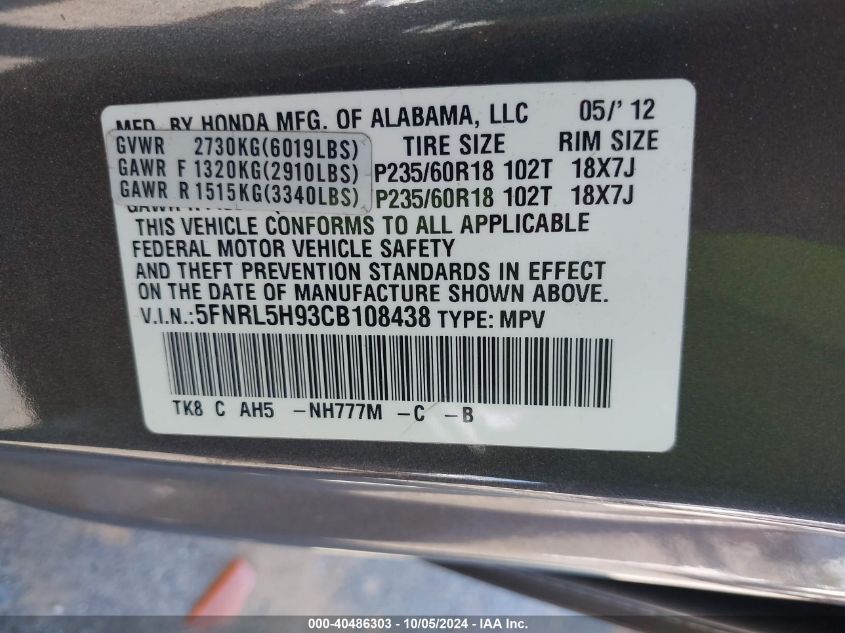 MFD. BY HONDA MFG. OF ALABAMA, LLC 05/' 12
GVWR 2730KG(6019LBS) TIRE SIZE RIM SIZE
GAWR F 1320KG(2910LBS) P235/60R18 102T 18X7J
GAWR R 1515KG(3340LBS) P235/60R18 102T 18X7J
THIS VEHICLE CONFORMS TO ALL APPLICABLE
FEDERAL MOTOR VEHICLE SAFETY
AND THEFT PREVENTION STANDARDS IN EFFECT
ON THE DATE OF MANUFACTURE SHOWN ABOVE.
V.I.N.:5FNRL5H93CB108438 TYPE: MPV
TK8 C AH5 -NH777M -C -B
000-40486303 - 10/05/2024 - IAA Inc.